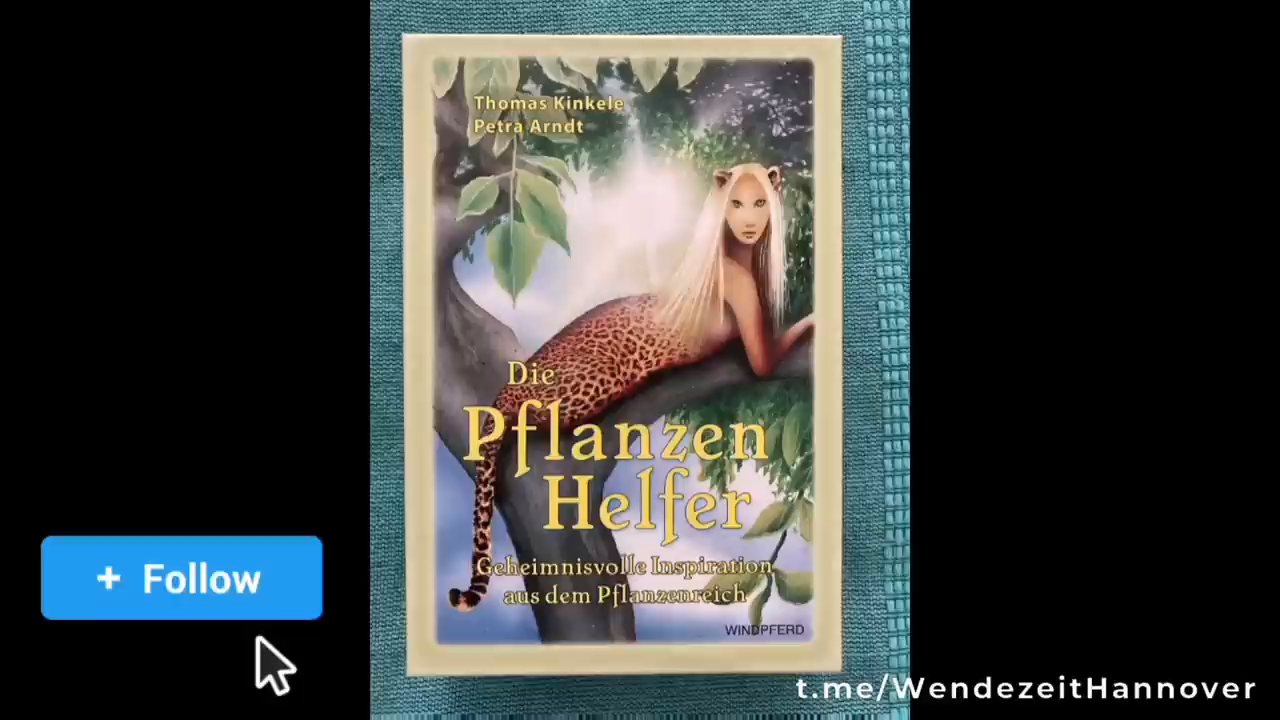 Thomas Kinkele
Petra Arndt
Die
Pflanzen
Helfer
Geheimnisvolle Inspiration
aus dem Pflanzenreich
WINDPFERD
+ Follow
t.me/WendezeitHannover